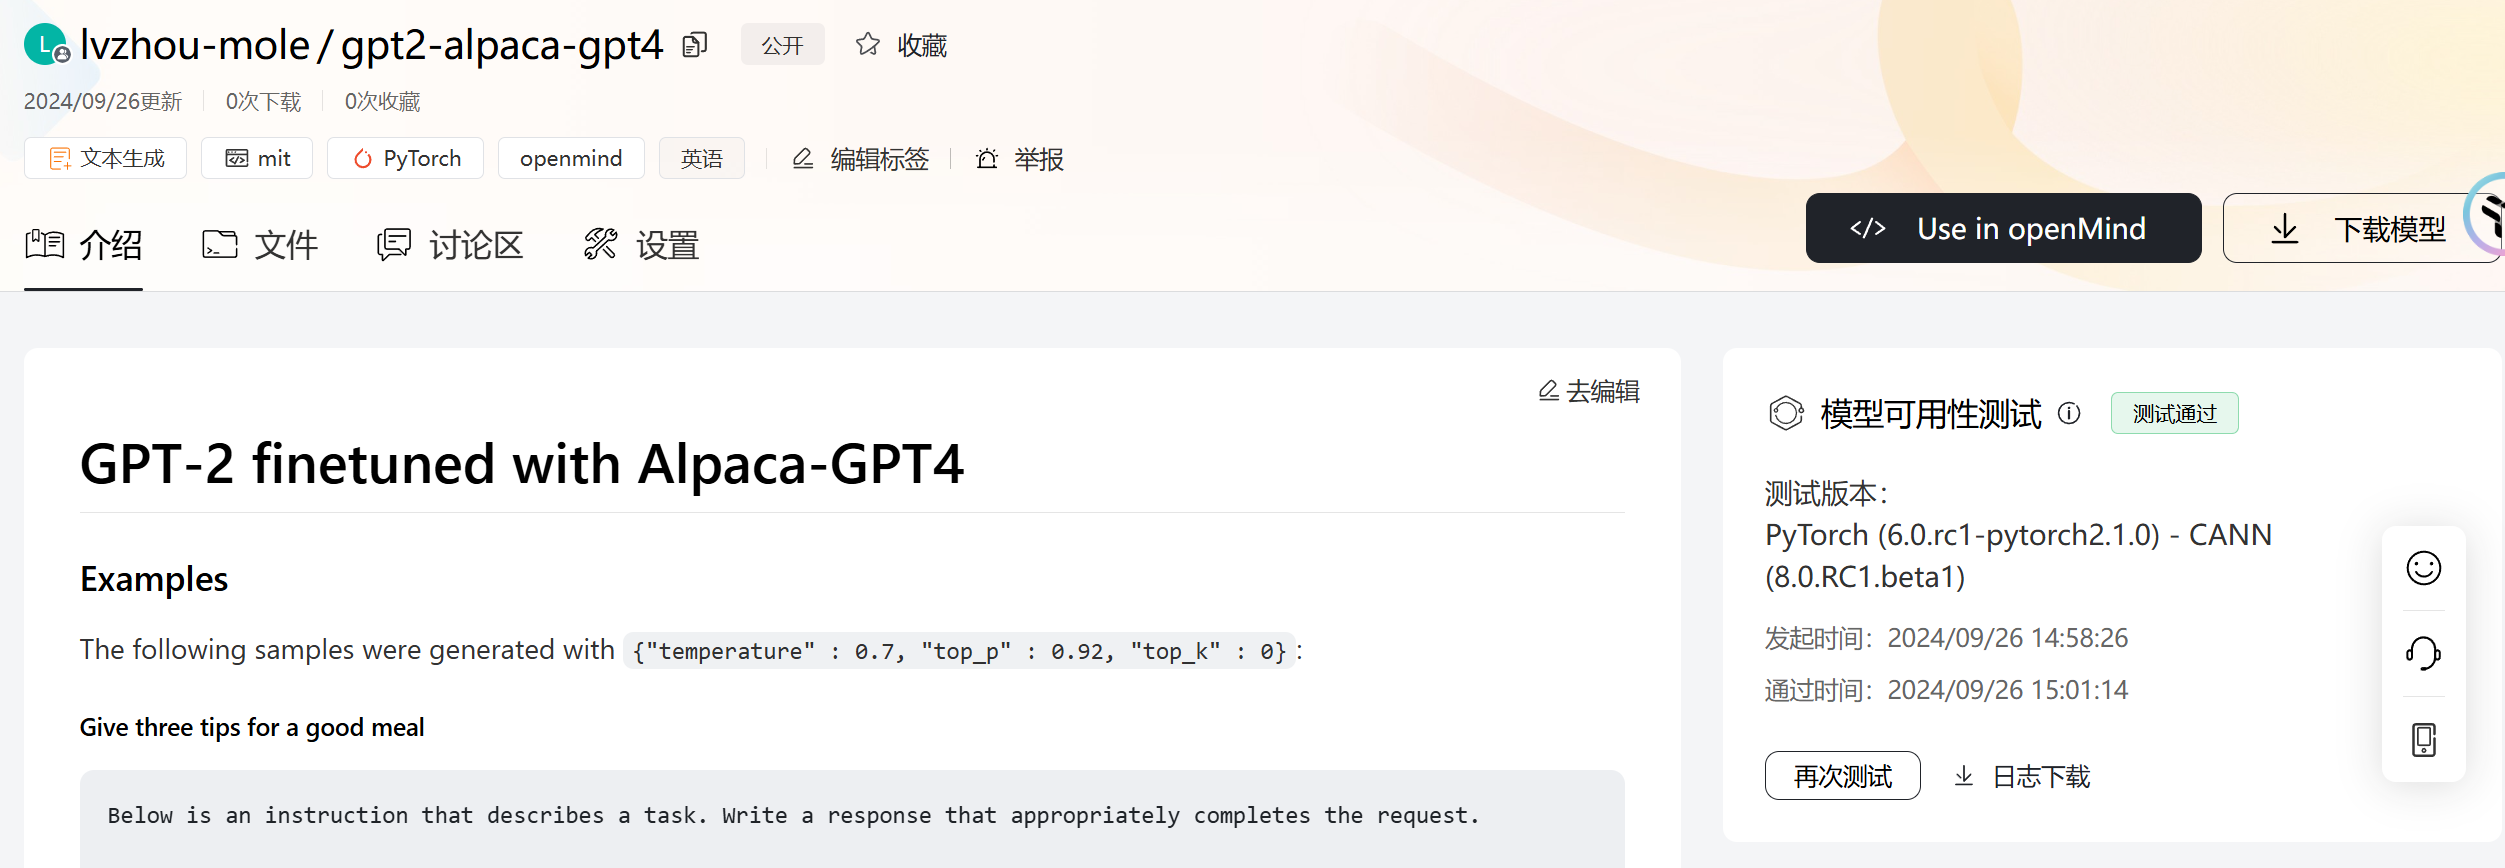 L lvzhou-mole / gpt2-alpaca-gpt4 公开 收藏
2024/09/26更新 0次下载 0次收藏
文本生成 mit PyTorch openmind 英语 编辑标签 举报
介绍 文件 讨论区 设置
</> Use in openMind 下载模型
去编辑
GPT-2 finetuned with Alpaca-GPT4
Examples
The following samples were generated with {"temperature" : 0.7, "top_p" : 0.92, "top_k" : 0}:
Give three tips for a good meal
Below is an instruction that describes a task. Write a response that appropriately completes the request.
模型可用性测试 测试通过
测试版本：
PyTorch (6.0.rc1-pytorch2.1.0) - CANN
(8.0.RC1.beta1)
发起时间：2024/09/26 14:58:26
通过时间：2024/09/26 15:01:14
再次测试 日志下载